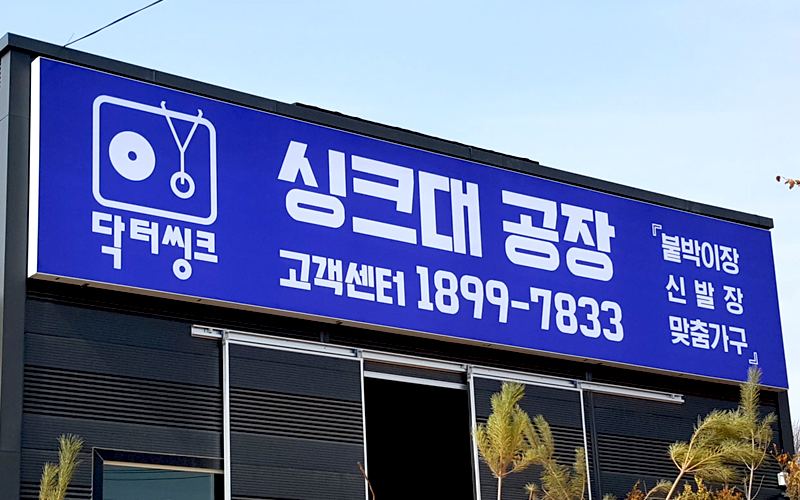 닥터씽크
싱크대 공장
고객센터 1899-7833
『붙박이장
신발장
맞춤가구』